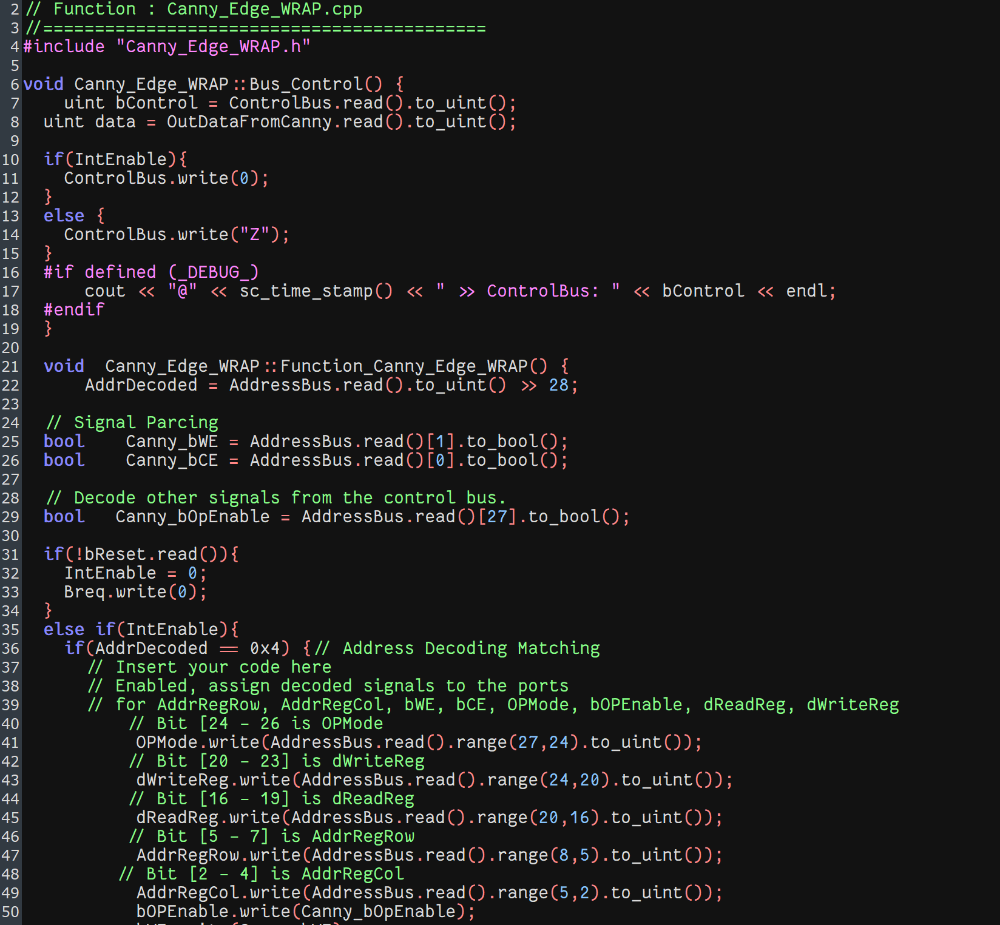 2 // Function : Canny_Edge_WRAP.cpp
3 //===========================================
4 #include "Canny_Edge_WRAP.h"
5
6 void Canny_Edge_WRAP::Bus_Control() {
7     uint bControl = ControlBus.read().to_uint();
8   uint data = OutDataFromCanny.read().to_uint();
9
10   if(IntEnable){
11     ControlBus.write(0);
12   }
13   else {
14     ControlBus.write("Z");
15   }
16   #if defined (_DEBUG_)
17       cout << "@" << sc_time_stamp() << " >> ControlBus: " << bControl << endl;
18   #endif
19   }
20
21   void  Canny_Edge_WRAP::Function_Canny_Edge_WRAP() {
22       AddrDecoded = AddressBus.read().to_uint() >> 28;
23
24   // Signal Parcing
25   bool    Canny_bWE = AddressBus.read()[1].to_bool();
26   bool    Canny_bCE = AddressBus.read()[0].to_bool();
27
28   // Decode other signals from the control bus.
29   bool   Canny_bOpEnable = AddressBus.read()[27].to_bool();
30
31   if(!bReset.read()){
32     IntEnable = 0;
33     Breq.write(0);
34   }
35   else if(IntEnable){
36     if(AddrDecoded == 0x4) {// Address Decoding Matching
37       // Insert your code here
38       // Enabled, assign decoded signals to the ports
39       // for AddrRegRow, AddrRegCol, bWE, bCE, OPMode, bOPEnable, dReadReg, dWriteReg
40           // Bit [24 - 26 is OPMode
41            OPMode.write(AddressBus.read().range(27,24).to_uint());
42           // Bit [20 - 23] is dWriteReg
43            dWriteReg.write(AddressBus.read().range(24,20).to_uint());
44           // Bit [16 - 19] is dReadReg
45            dReadReg.write(AddressBus.read().range(20,16).to_uint());
46           // Bit [5 - 7] is AddrRegRow
47            AddrRegRow.write(AddressBus.read().range(8,5).to_uint());
48          // Bit [2 - 4] is AddrRegCol
49            AddrRegCol.write(AddressBus.read().range(5,2).to_uint());
50            bOPEnable.write(Canny_bOpEnable);